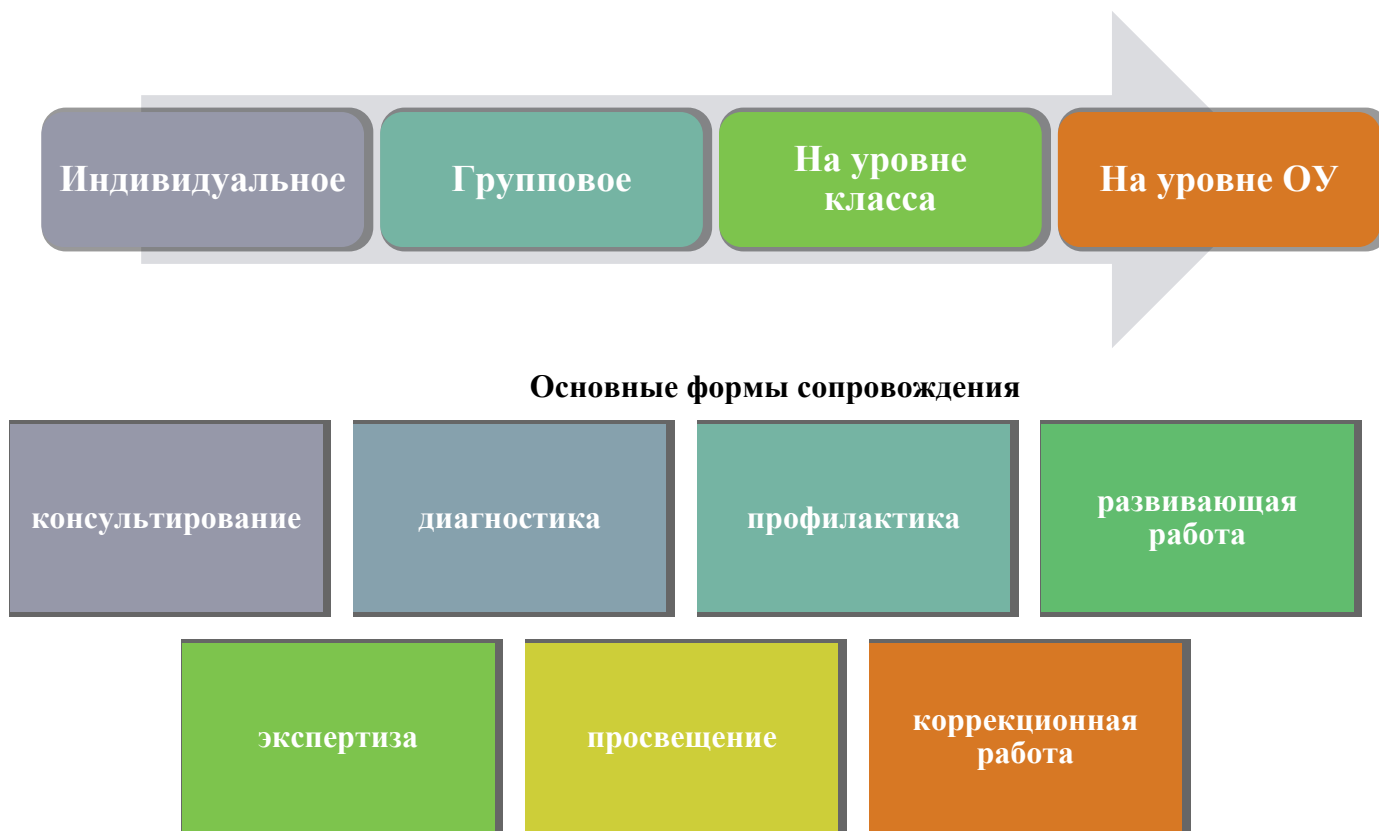 Индивидуальное
Групповое
На уровне
класса
На уровне ОУ
Основные формы сопровождения
консультирование
диагностика
профилактика
развивающая
работа
экспертиза
просвещение
коррекционная
работа